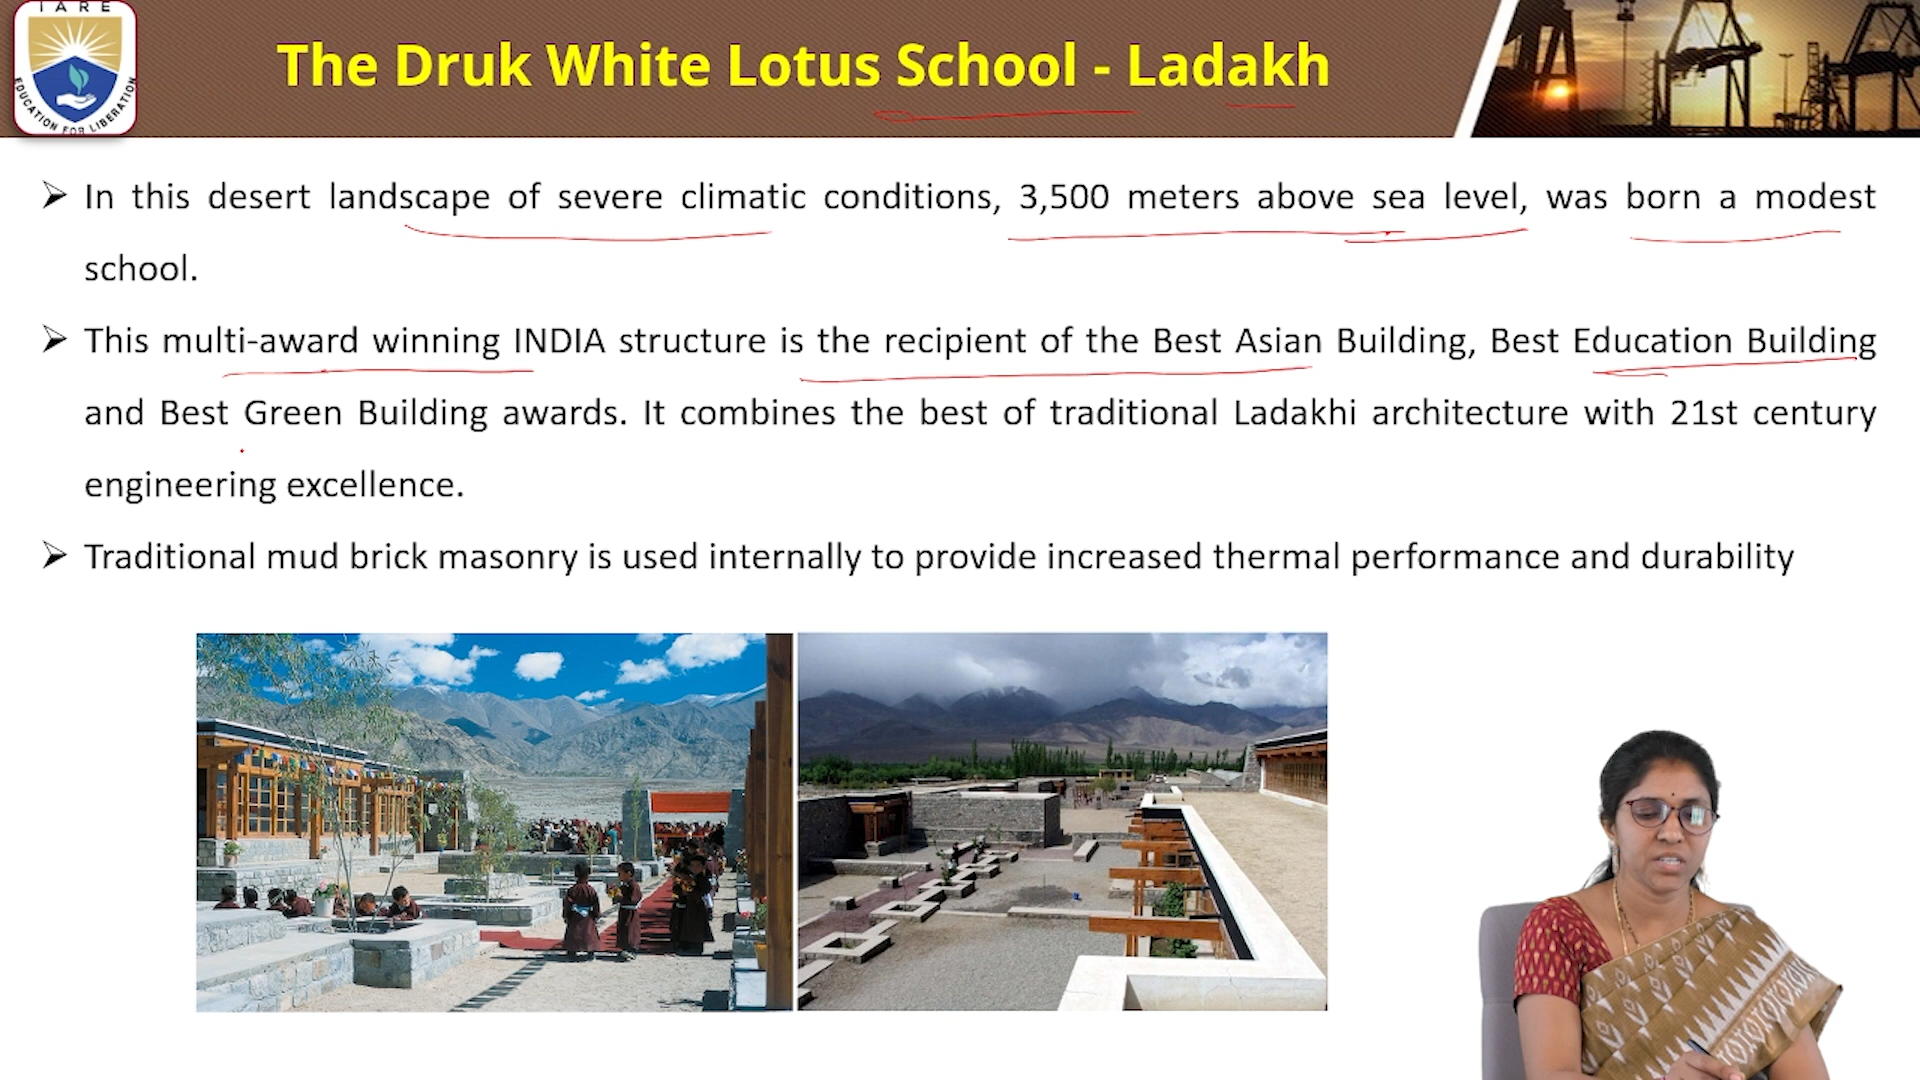 IARE
EDUCATION FOR LIBERATION
The Druk White Lotus School - Ladakh
➢ In this desert landscape of severe climatic conditions, 3,500 meters above sea level, was born a modest
school.
➢ This multi-award winning INDIA structure is the recipient of the Best Asian Building, Best Education Building
and Best Green Building awards. It combines the best of traditional Ladakhi architecture with 21st century
engineering excellence.
➢ Traditional mud brick masonry is used internally to provide increased thermal performance and durability